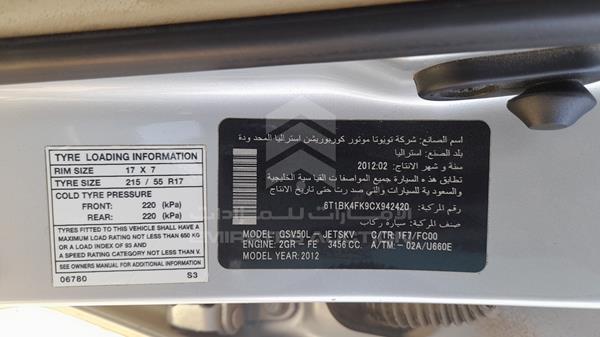 TYRE LOADING INFORMATION
RIM SIZE 17 X 7
TYRE SIZE 215 / 55 R17
COLD TYRE PRESSURE
FRONT: 220 (kPa)
REAR: 220 (kPa)
TYRES FITTED TO THIS VEHICLE SHALL HAVE A
MAXIMUM LOAD RATING NOT LESS THAN 650 KG
OR A LOAD INDEX OF 93 AND
A SPEED RATING CATEGORY NOT LESS THAN V.
SEE OWNERS MANUAL FOR ADDITIONAL INFORMATION
06780 S3
اسم الصانع: شركة تويوتا موتور كوربوريشن استراليا المحدودة
بلد الصنع: استراليا
سنة و شهر الانتاج: 2012:02
تطابق هذه السيارة جميع المواصفات القياسية الخليجية
والسعودية للسيارات والتي صدرت حتى تاريخ الانتاج
رقم المركبة: 6T1BK4FK9CX942420
صنف السيارة: ركاب
MODEL: GSV50L - JETSKV C/TR:1F7/FC00
ENGINE: 2GR - FE 3456 CC. A/TM: - 02A/U660E
MODEL YEAR:2012
الإمارات للمزادات